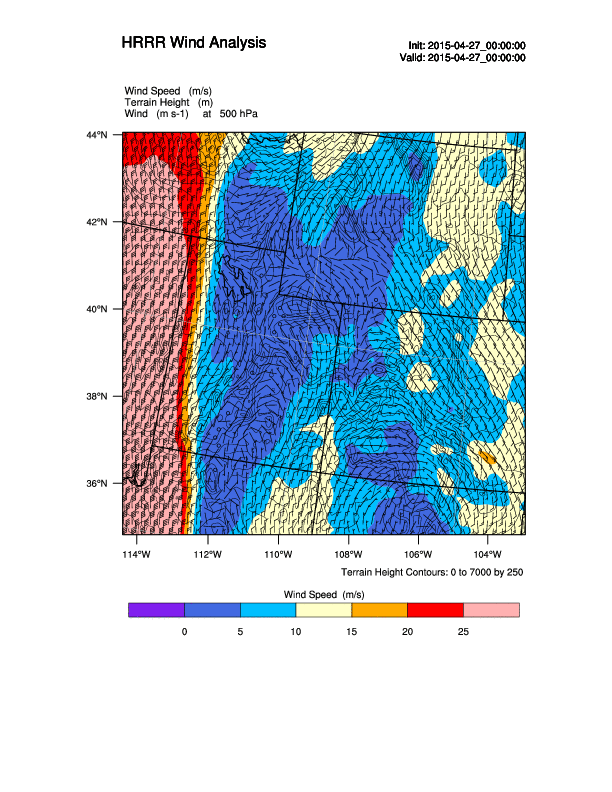 HRRR Wind Analysis
Init: 2015-04-27_00:00:00
Valid: 2015-04-27_00:00:00
Wind Speed (m/s)
Terrain Height (m)
Wind (m s-1) at 500 hPa
44°N
42°N
40°N
38°N
36°N
114°W 112°W 110°W 108°W 106°W 104°W
Terrain Height Contours: 0 to 7000 by 250
Wind Speed (m/s)
0 5 10 15 20 25